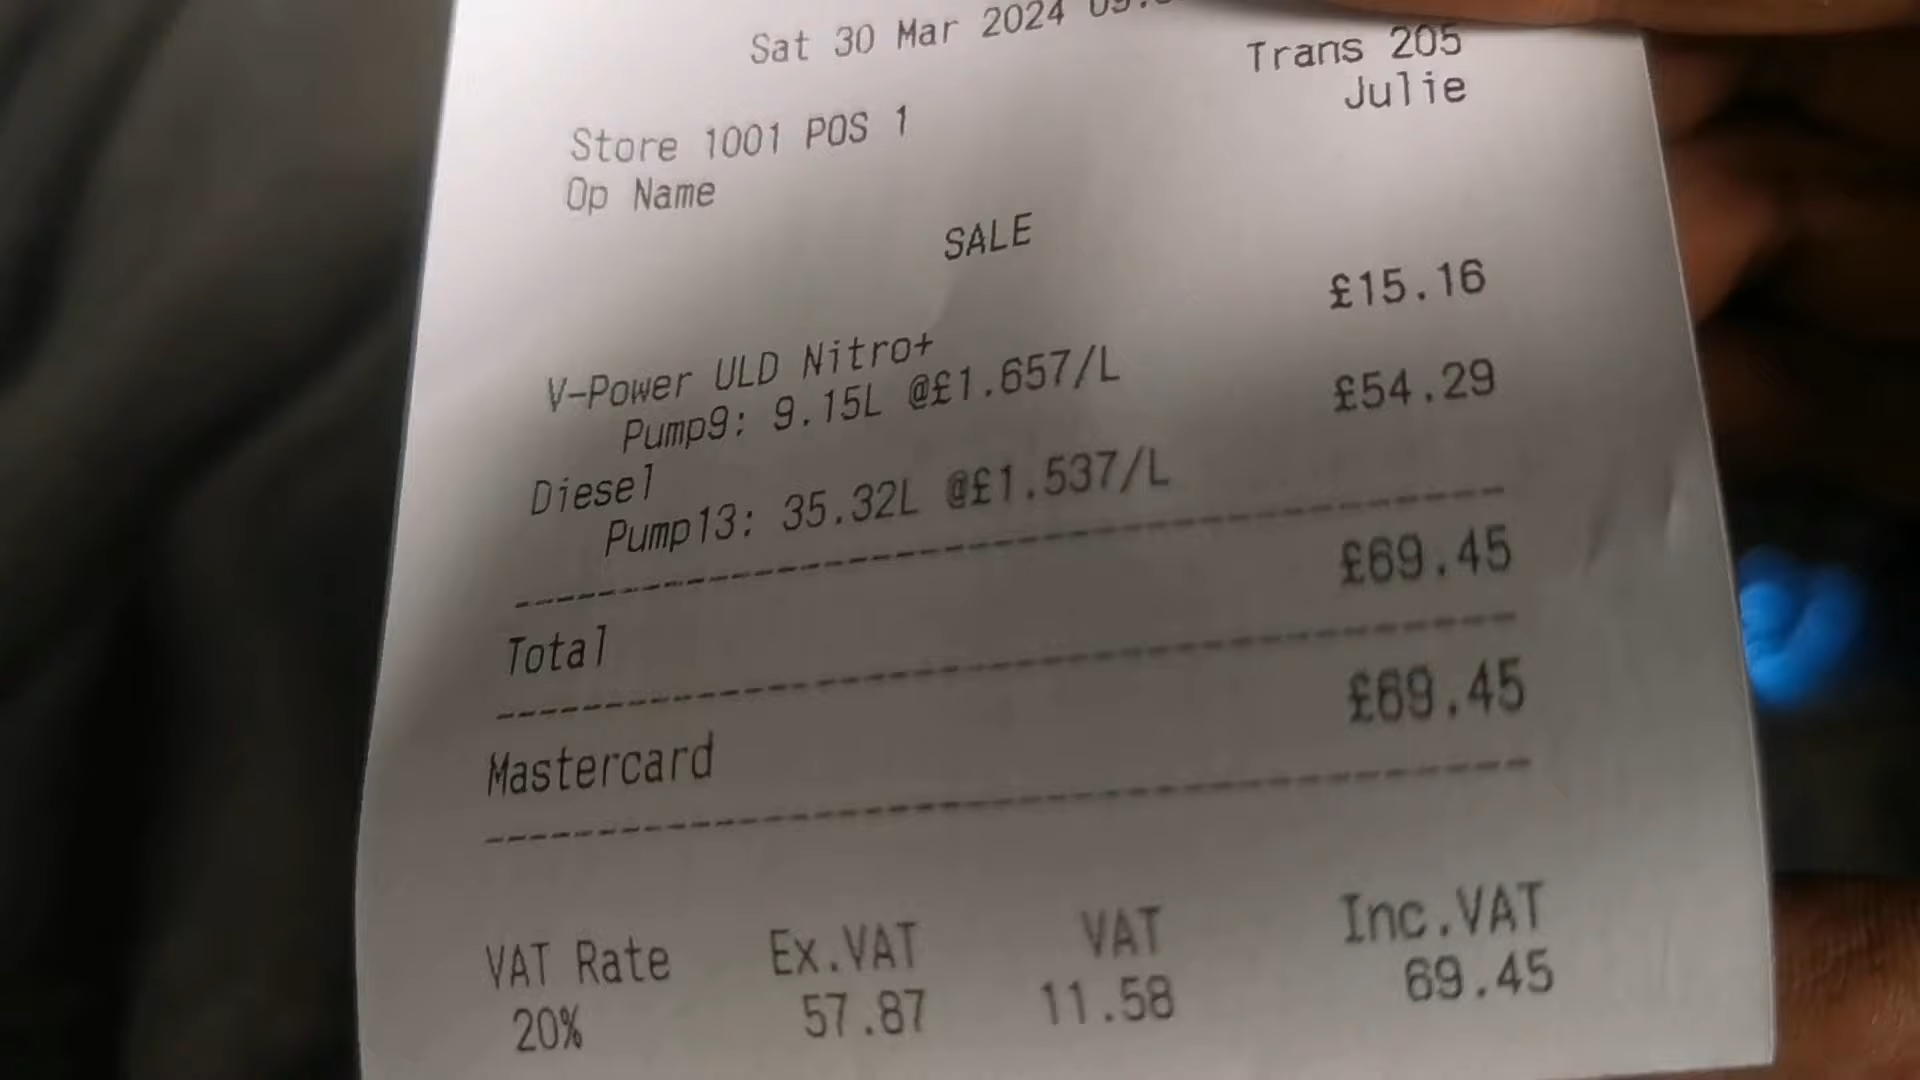 Sat 30 Mar 2024
Trans 205
Store 1001 POS 1
Julie
Op Name
SALE
V-Power ULD Nitro+ £15.16
Pump9: 9.15L @£1.657/L
Diesel £54.29
Pump13: 35.32L @£1.537/L
Total £69.45
Mastercard £69.45
VAT Rate Ex.VAT VAT Inc.VAT
20% 57.87 11.58 69.45